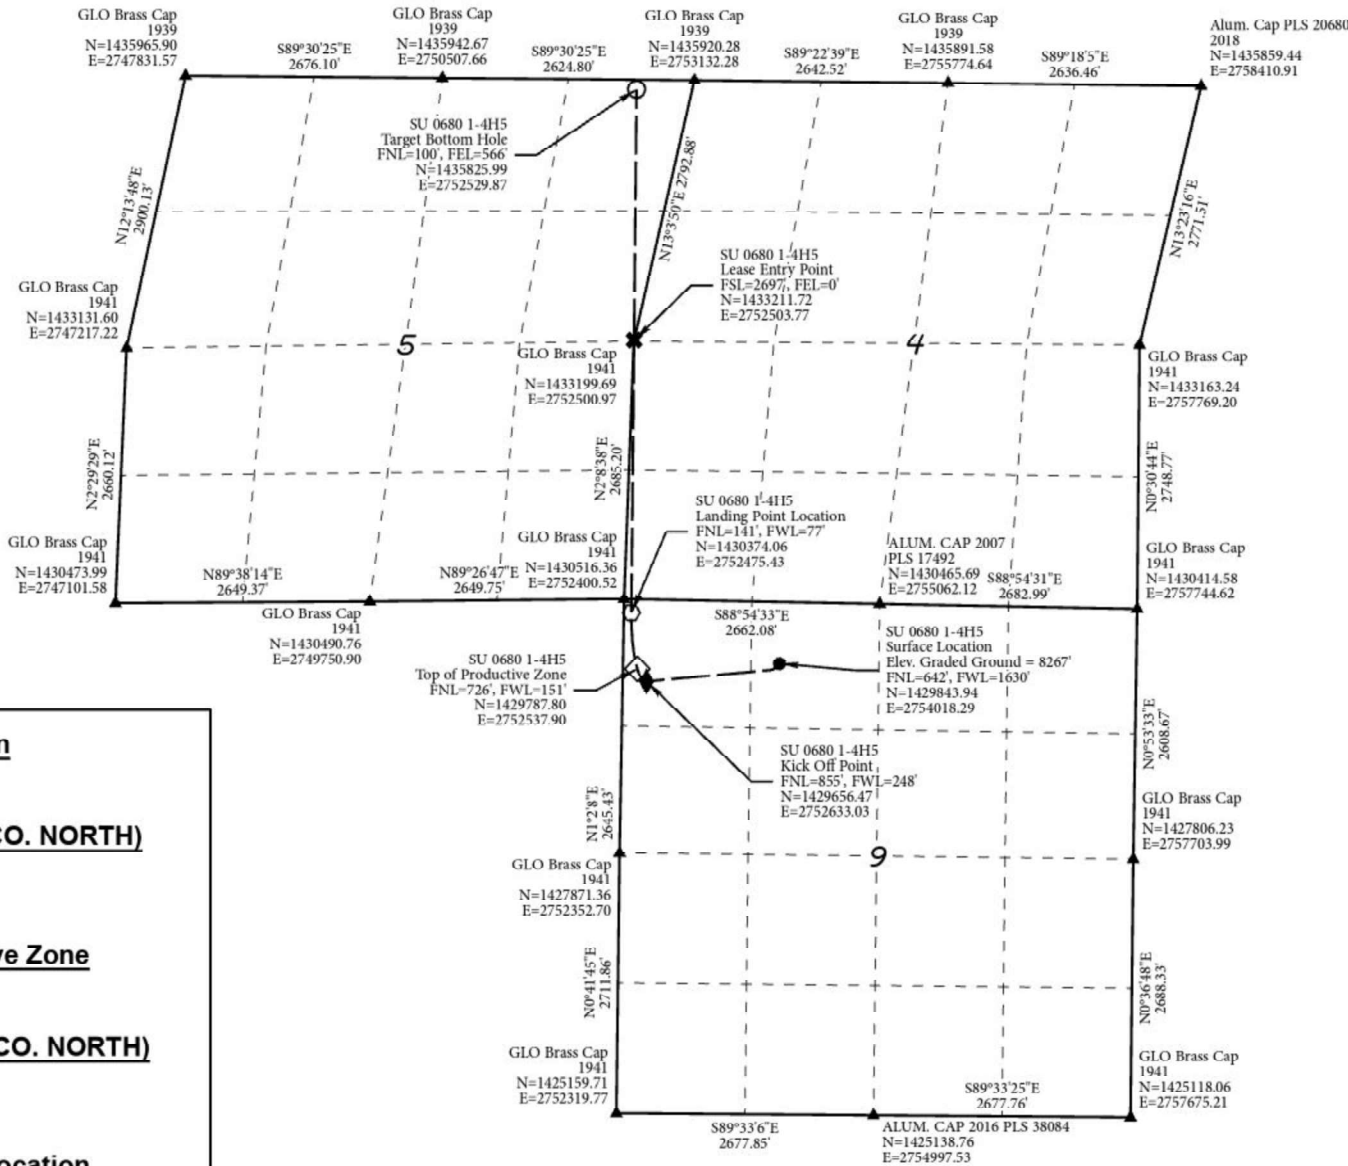 GLO Brass Cap
1939
N=1435965.90
E=2747831.57
S89°30'25"E
2676.10'
GLO Brass Cap
1939
N=1435942.67
E=2750507.66
S89°30'25"E
2624.80'
GLO Brass Cap
1939
N=1435920.28
E=2753132.28
S89°22'39"E
2642.52'
GLO Brass Cap
1939
N=1435891.58
E=2755774.64
S89°18'5"E
2636.46'
Alum. Cap PLS 20680
2018
N=1435859.44
E=2758410.91
SU 0680 1-4H5
Target Bottom Hole
FNL=100', FEL=566'
N=1435825.99
E=2752529.87
N12°13'48"E
2900.13'
N13°3'50"E 2792.88'
N13°23'16"E
2771.51'
SU 0680 1-4H5
Lease Entry Point
FSL=2697', FEL=0'
N=1433211.72
E=2752503.77
GLO Brass Cap
1941
N=1433131.60
E=2747217.22
5
4
GLO Brass Cap
1941
N=1433199.69
E=2752500.97
GLO Brass Cap
1941
N=1433163.24
E=2757769.20
N2°29'29"E
2660.12'
N2°8'38"E
2685.20'
N0°30'44"E
2748.77'
SU 0680 1-4H5
Landing Point Location
FNL=141', FWL=77'
N=1430374.06
E=2752475.43
GLO Brass Cap
1941
N=1430473.99
E=2747101.58
N89°38'14"E
2649.37'
GLO Brass Cap
1941
N=1430490.76
E=2749750.90
N89°26'47"E
2649.75'
GLO Brass Cap
1941
N=1430516.36
E=2752400.52
S88°54'33"E
2662.08'
ALUM. CAP 2007
PLS 17492
N=1430465.69
E=2755062.12
S88°54'31"E
2682.99'
GLO Brass Cap
1941
N=1430414.58
E=2757744.62
SU 0680 1-4H5
Top of Productive Zone
FNL=726', FWL=151'
N=1429787.80
E=2752537.90
SU 0680 1-4H5
Surface Location
Elev. Graded Ground = 8267'
FNL=642', FWL=1630'
N=1429843.94
E=2754018.29
SU 0680 1-4H5
Kick Off Point
FNL=855', FWL=248'
N=1429656.47
E=2752633.03
N1°2'8"E
2645.43'
N0°53'33"E
2608.67'
GLO Brass Cap
1941
N=1427871.36
E=2752352.70
9
GLO Brass Cap
1941
N=1427806.23
E=2757703.99
N0°41'45"E
2711.86'
N0°36'48"E
2688.33'
GLO Brass Cap
1941
N=1425159.71
E=2752319.77
S89°33'6"E
2677.85'
ALUM. CAP 2016 PLS 38084
N=1425138.76
E=2754997.53
S89°33'25"E
2677.76'
GLO Brass Cap
1941
N=1425118.06
E=2757675.21
CO. NORTH)
Zone
CO. NORTH)